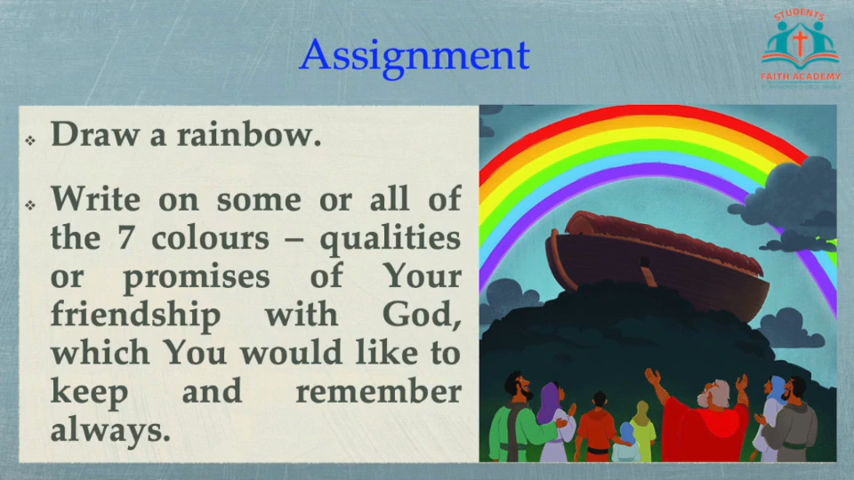 Assignment
STUDENTS
FAITH ACADEMY
❖ Draw a rainbow.
❖ Write on some or all of
the 7 colours – qualities
or promises of Your
friendship with God,
which You would like to
keep and remember
always.